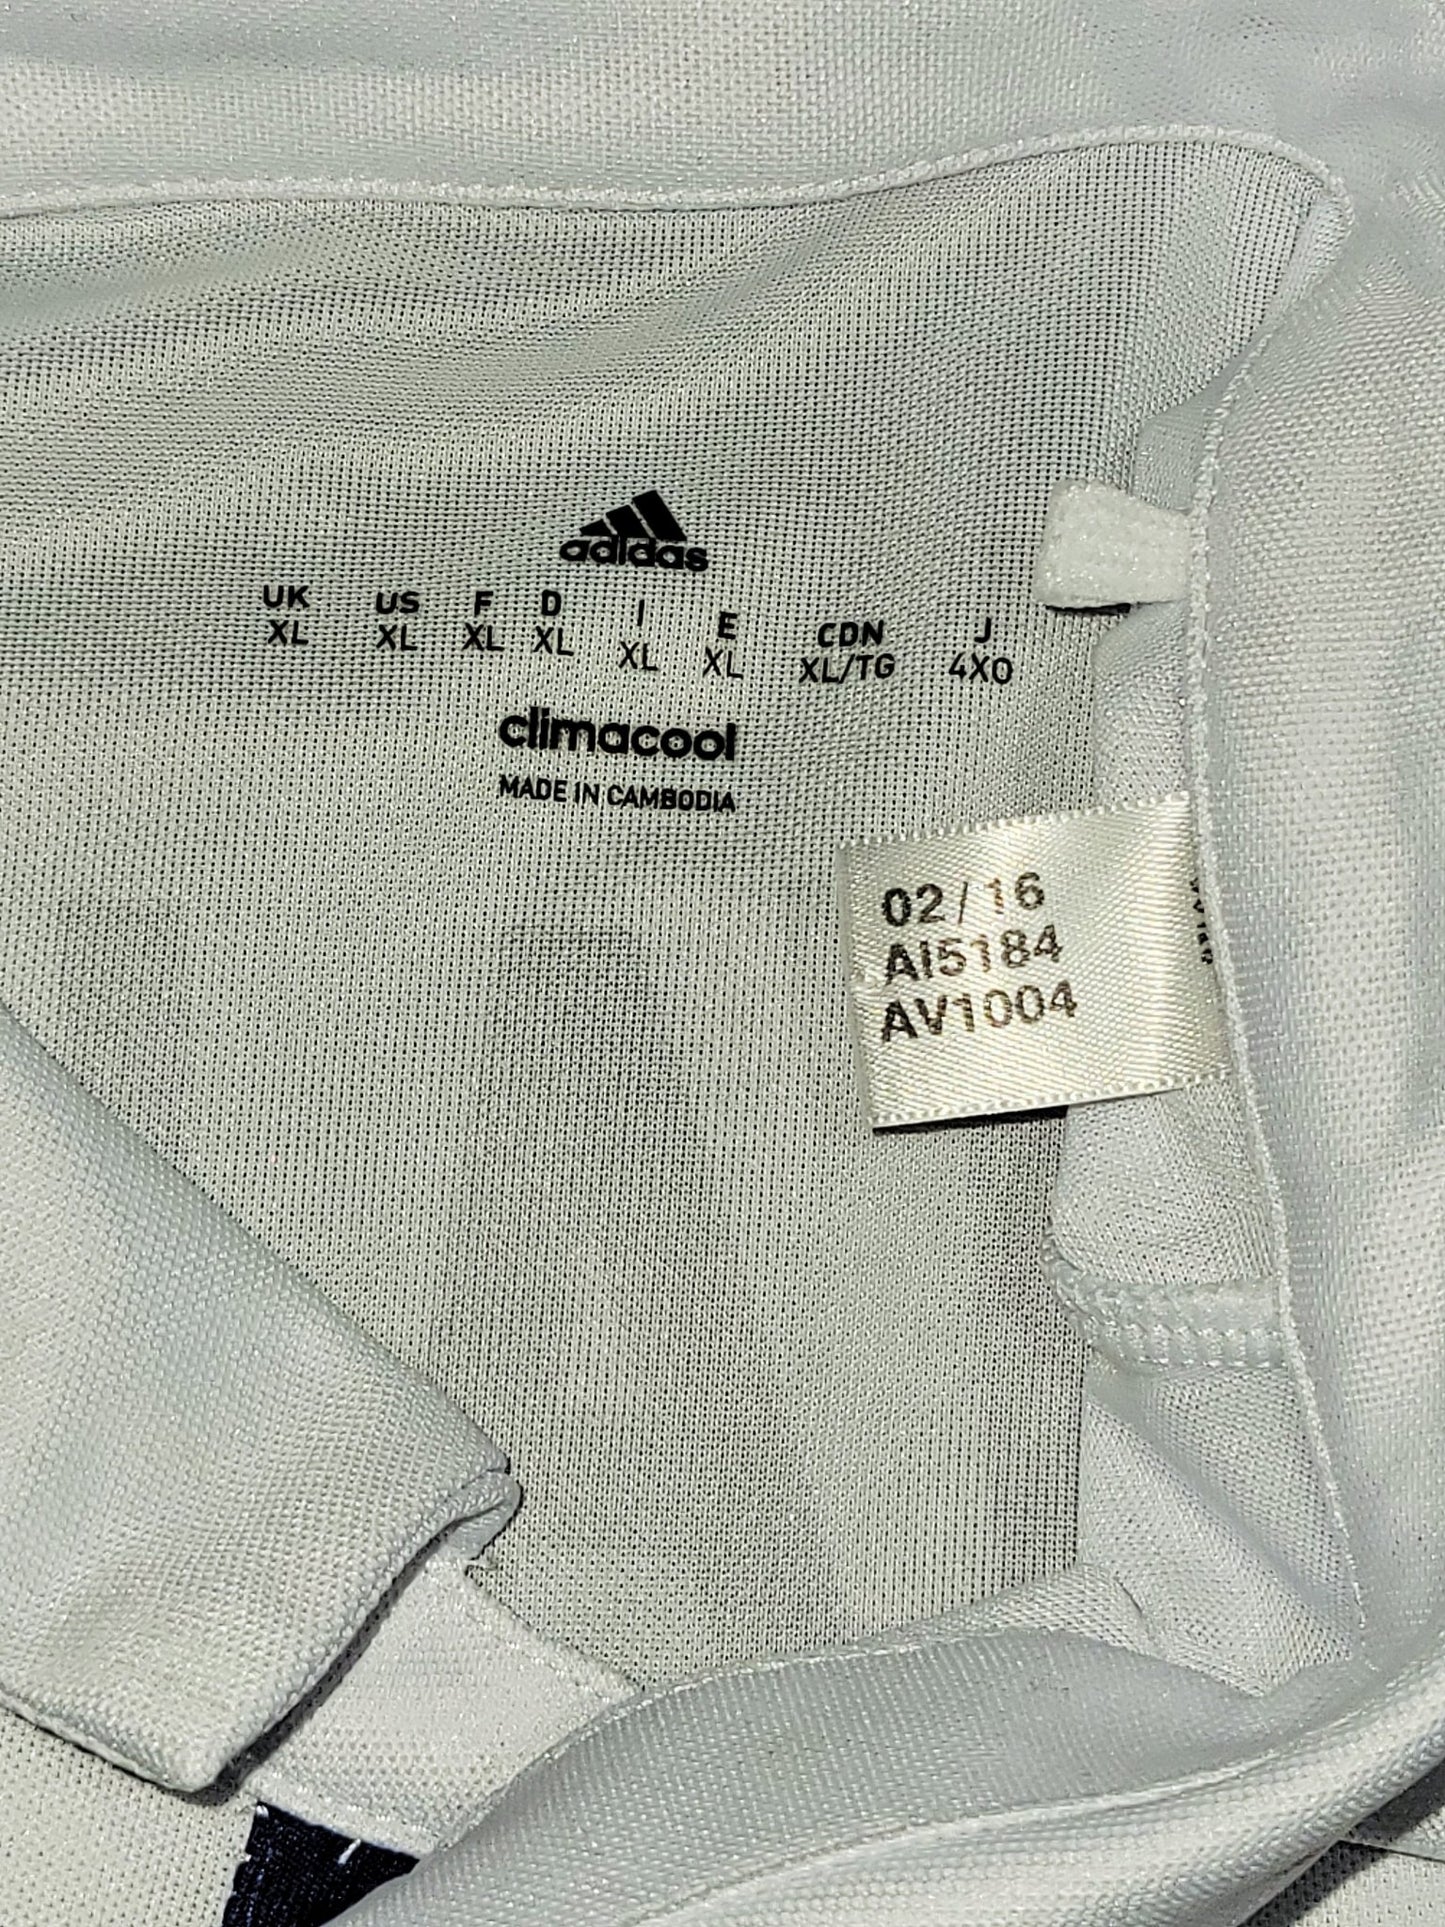 adidas
UK US F D I E CDN J
XL XL XL XL XL XL XL/TG 4XO
climacool
MADE IN CAMBODIA
02/16
AI5184
AV1004